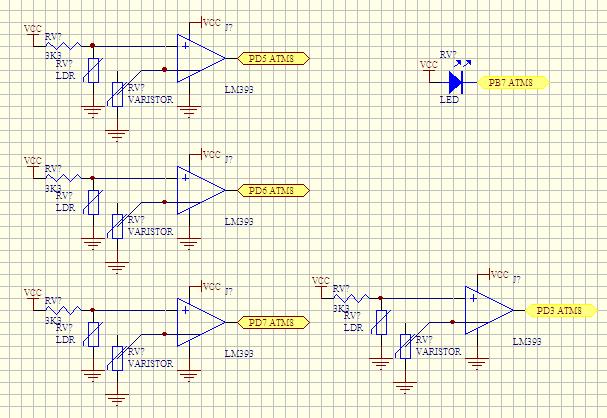 VCC J?
VCC RV?
3K3
RV?
LDR
PD5 ATM8
RV?
VARISTOR
LM393
RV?
VCC
PB7 ATM8
LED
VCC J?
VCC RV?
3K3
RV?
LDR
PD6 ATM8
RV?
VARISTOR
LM393
VCC J?
VCC RV?
3K3
RV?
LDR
PD7 ATM8
RV?
VARISTOR
LM393
VCC J?
VCC RV?
3K3
RV?
LDR
PD3 ATM8
RV?
VARISTOR
LM393